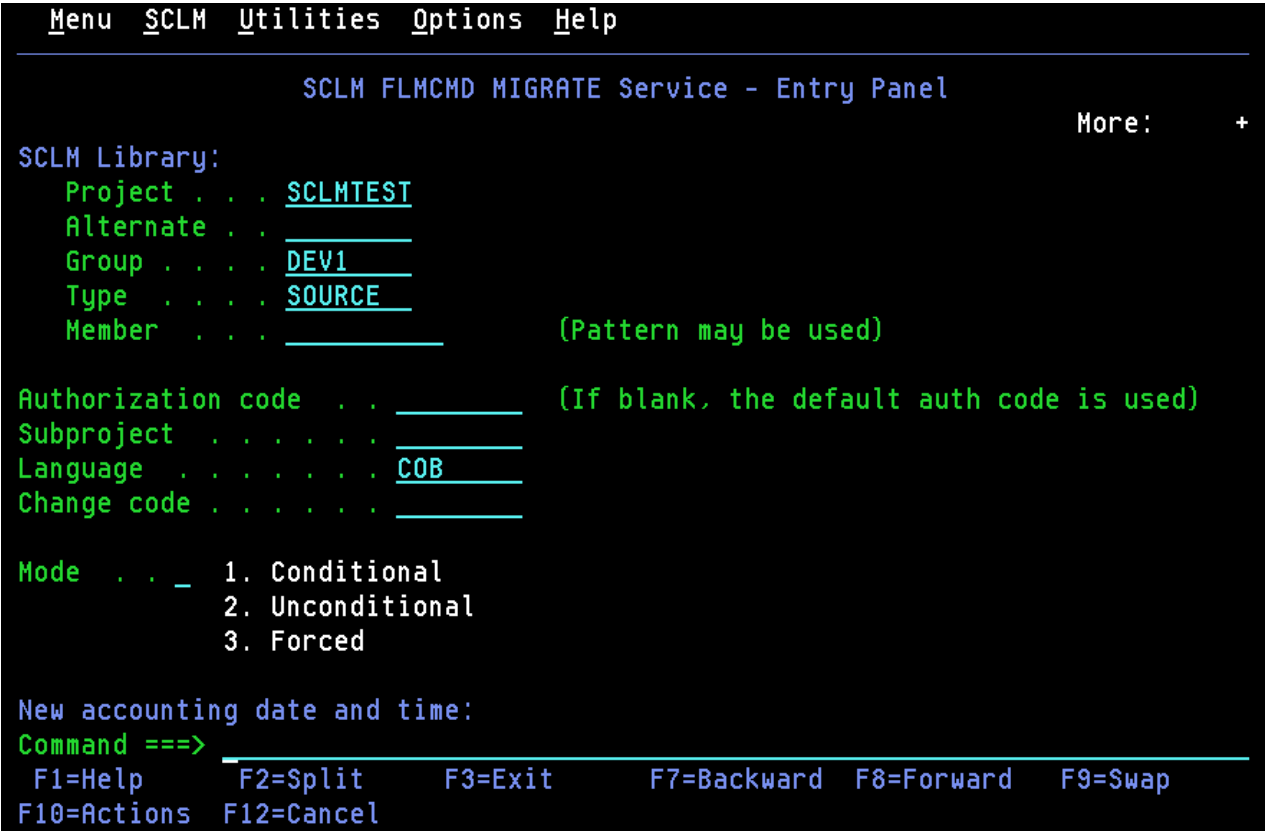 Menu SCLM Utilities Options Help
SCLM FLMCMD MIGRATE Service - Entry Panel
More: +
SCLM Library:
Project . . . SCLMTEST
Alternate . .
Group . . . . DEV1
Type . . . . SOURCE
Member . . . (Pattern may be used)
Authorization code . . (If blank, the default auth code is used)
Subproject . . . . . .
Language . . . . . . . COB
Change code . . . . . .
Mode . . _ 1. Conditional
2. Unconditional
3. Forced
New accounting date and time:
Command ===>
F1=Help F2=Split F3=Exit F7=Backward F8=Forward F9=Swap
F10=Actions F12=Cancel